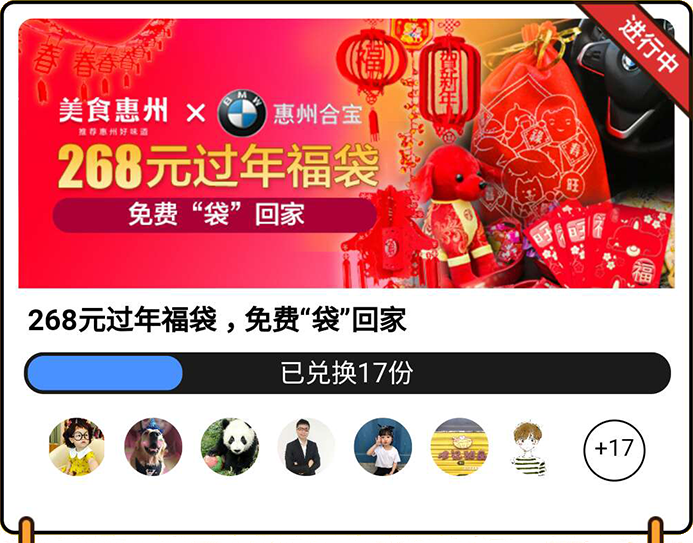 进行中
春 春 春 春
福
賀新年
美食惠州 × BMW 惠州合宝
推荐惠州好味道
268元过年福袋
免费“袋”回家
旺
旺 旺
福
268元过年福袋，免费“袋”回家
已兑换17份
+17